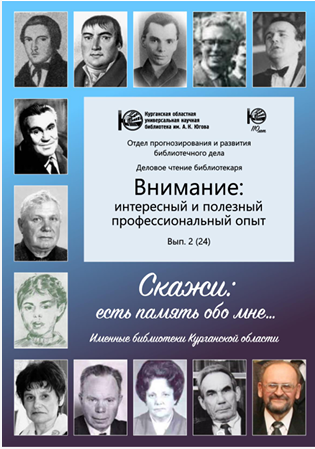 Курганская областная
универсальная научная
библиотека им. А. К. Югова
Отдел прогнозирования и развития
библиотечного дела
Деловое чтение библиотекаря
Внимание:
интересный и полезный
профессиональный опыт
Вып. 2 (24)
Скажи:
есть память обо мне...
Именные библиотеки Курганской области